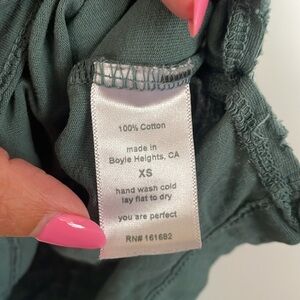 100% Cotton
made in
Boyle Heights, CA
XS
hand wash cold
lay flat to dry
you are perfect
RN# 161682